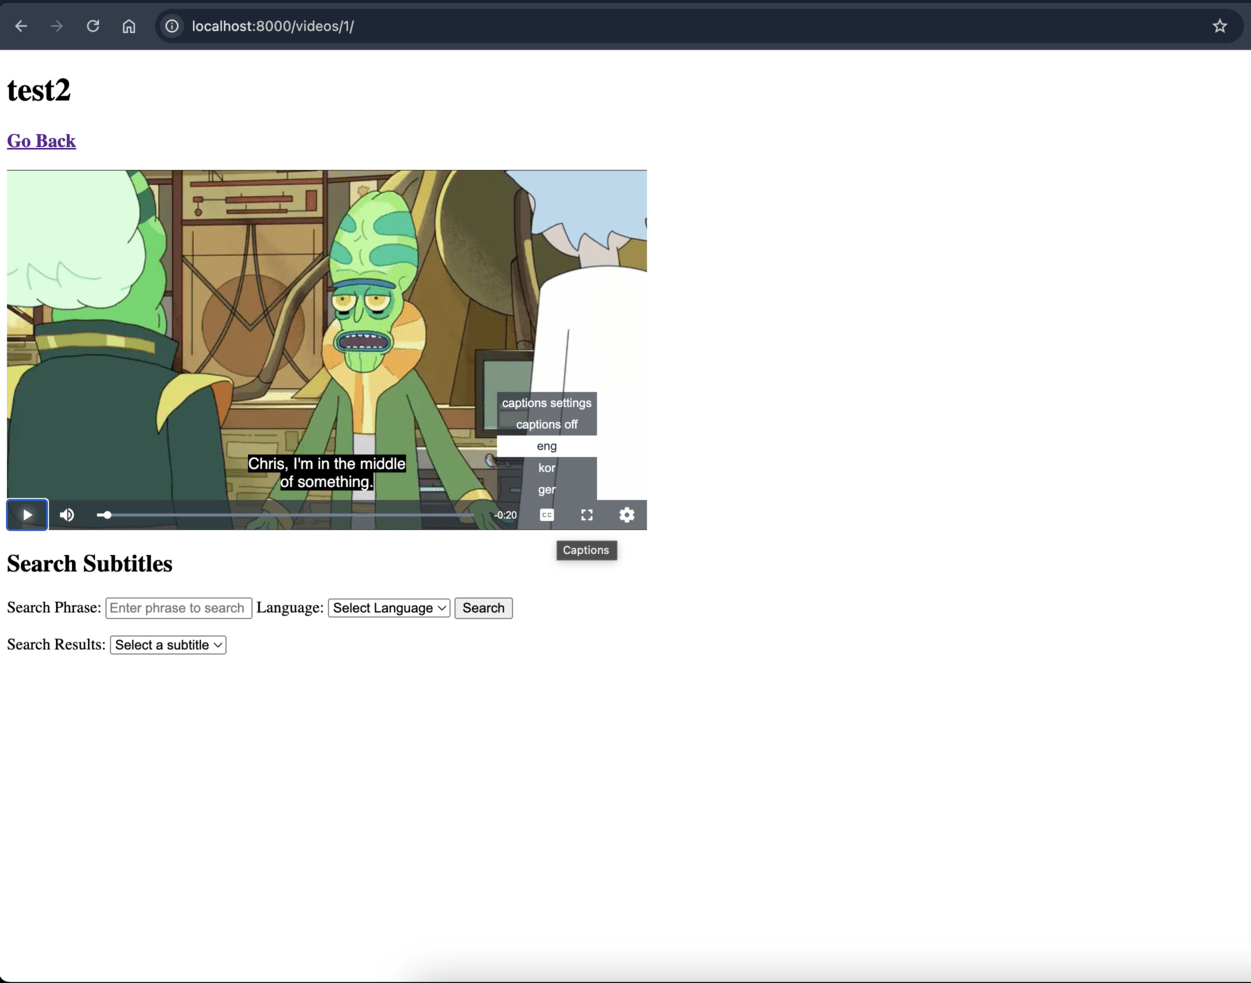 localhost:8000/videos/1/
test2
Go Back
captions settings
captions off
eng
Chris, I'm in the middle
of something.
kor
ger
-0:20
CC
Captions
Search Subtitles
Search Phrase: Enter phrase to search Language: Select Language Search
Search Results: Select a subtitle